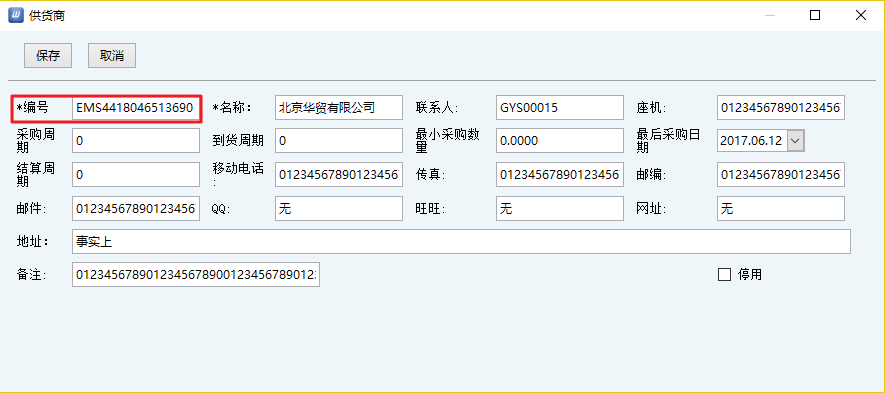 供货商
保存 取消
*编号 EMS4418046513690 *名称： 北京华贸有限公司 联系人: GYS00015 座机: 01234567890123456
采购周期 0 到货周期 0 最小采购数量 0.0000 最后采购日期 2017.06.12
结算周期 0 移动电话: 01234567890123456 传真: 01234567890123456 邮编: 01234567890123456
邮件: 01234567890123456 QQ: 无 旺旺: 无 网址: 无
地址： 事实上
备注: 01234567890123456789001234567890123 停用